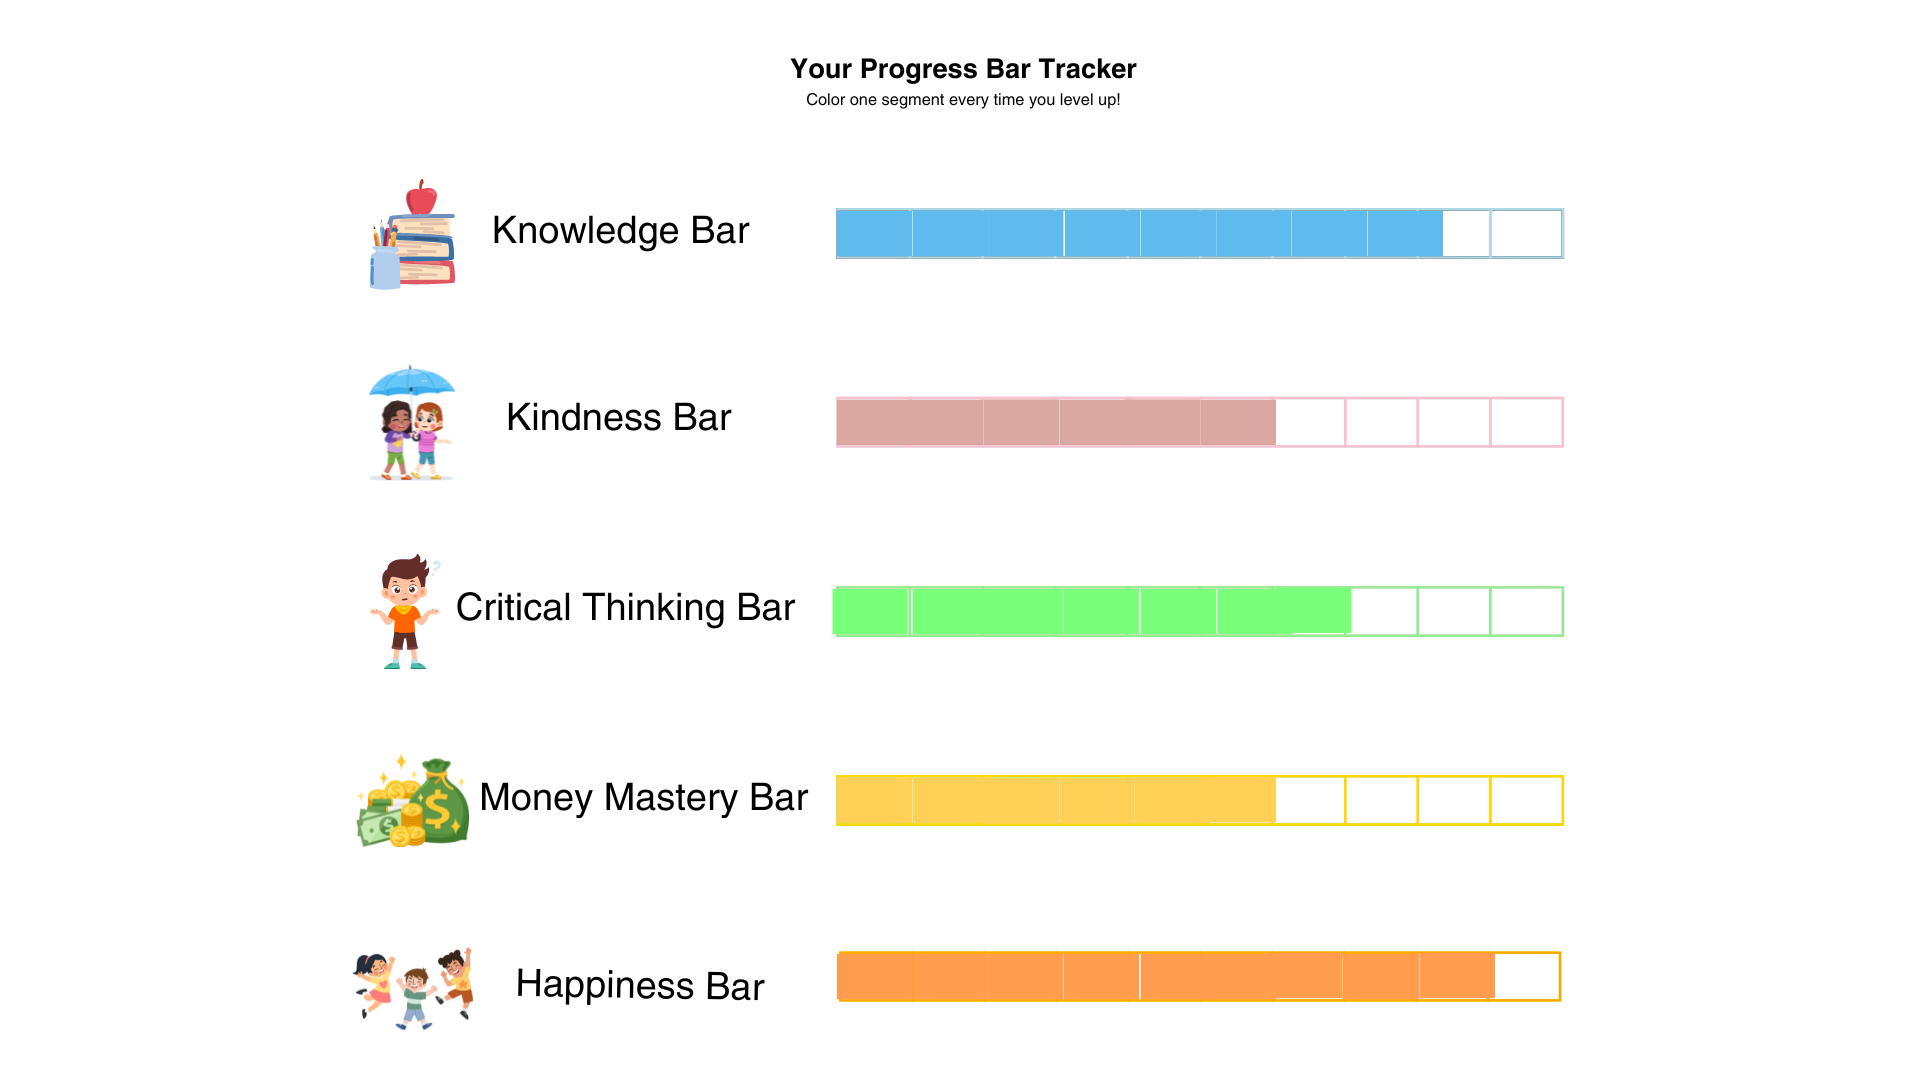 Your Progress Bar Tracker
Color one segment every time you level up!
Knowledge Bar
Kindness Bar
?
Critical Thinking Bar
$
$
$
$
$
Money Mastery Bar
Happiness Bar